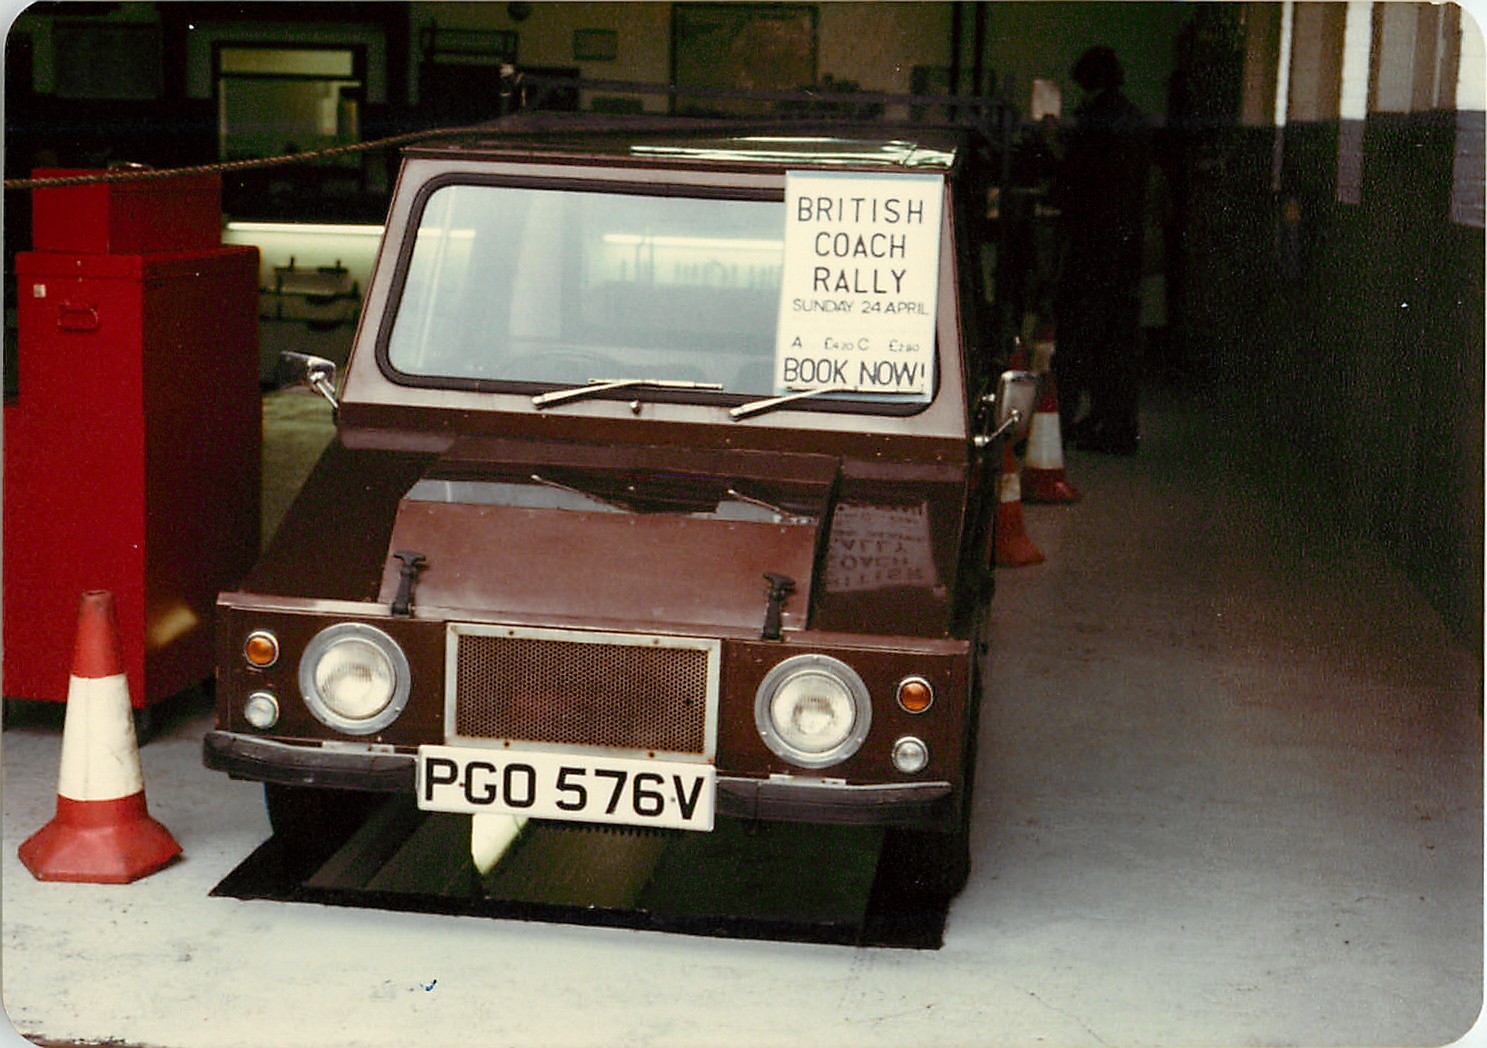 BRITISH
COACH
RALLY
SUNDAY 24 APRIL
A £4.20 C £2.80
BOOK NOW!
PGO 576V